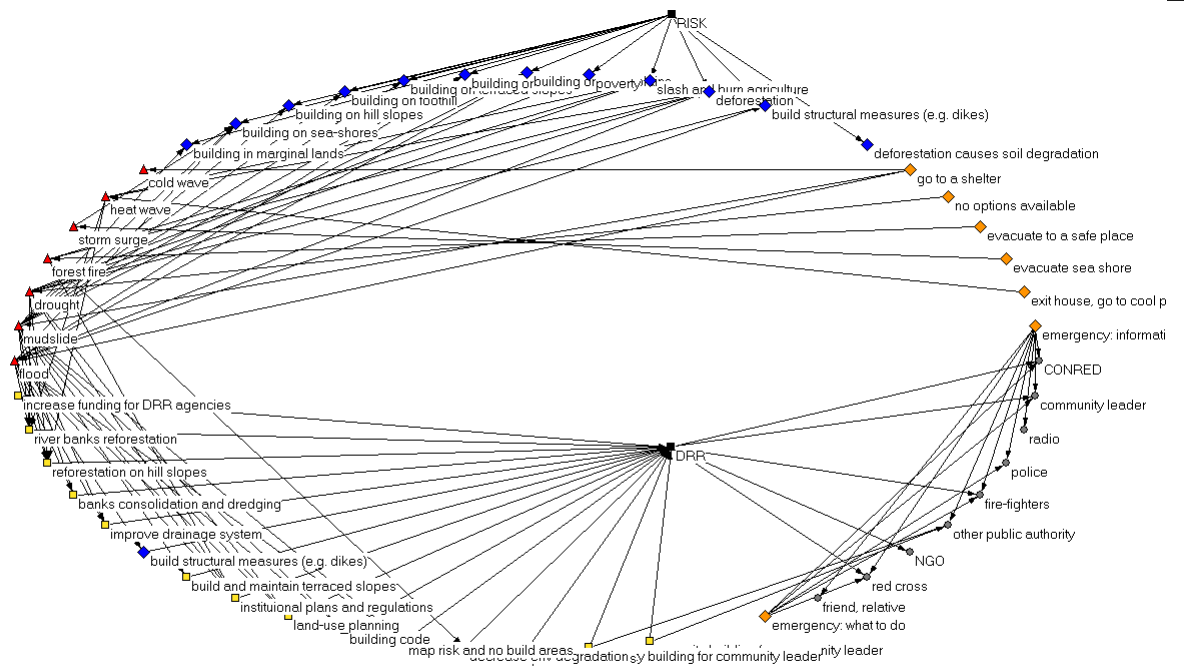 RISK
slash and burn agriculture
poverty
building or
building or
building or
terraced slopes
deforestation
building on foothill
building on hill slopes
build structural measures (e.g. dikes)
building on sea-shores
building in marginal lands
deforestation causes soil degradation
cold wave
go to a shelter
heat wave
no options available
storm surge
evacuate to a safe place
forest fire
evacuate sea shore
drought
exit house, go to cool p
mudslide
emergency: informati
flood
CONRED
increase funding for DRR agencies
community leader
river banks reforestation
radio
DRR
reforestation on hill slopes
police
banks consolidation and dredging
fire-fighters
improve drainage system
other public authority
build structural measures (e.g. dikes)
NGO
build and maintain terraced slopes
red cross
instituional plans and regulations
friend, relative
land-use planning
emergency: what to do
building code
map risk and no build areas
nity leader
degradation
sy building for community leader